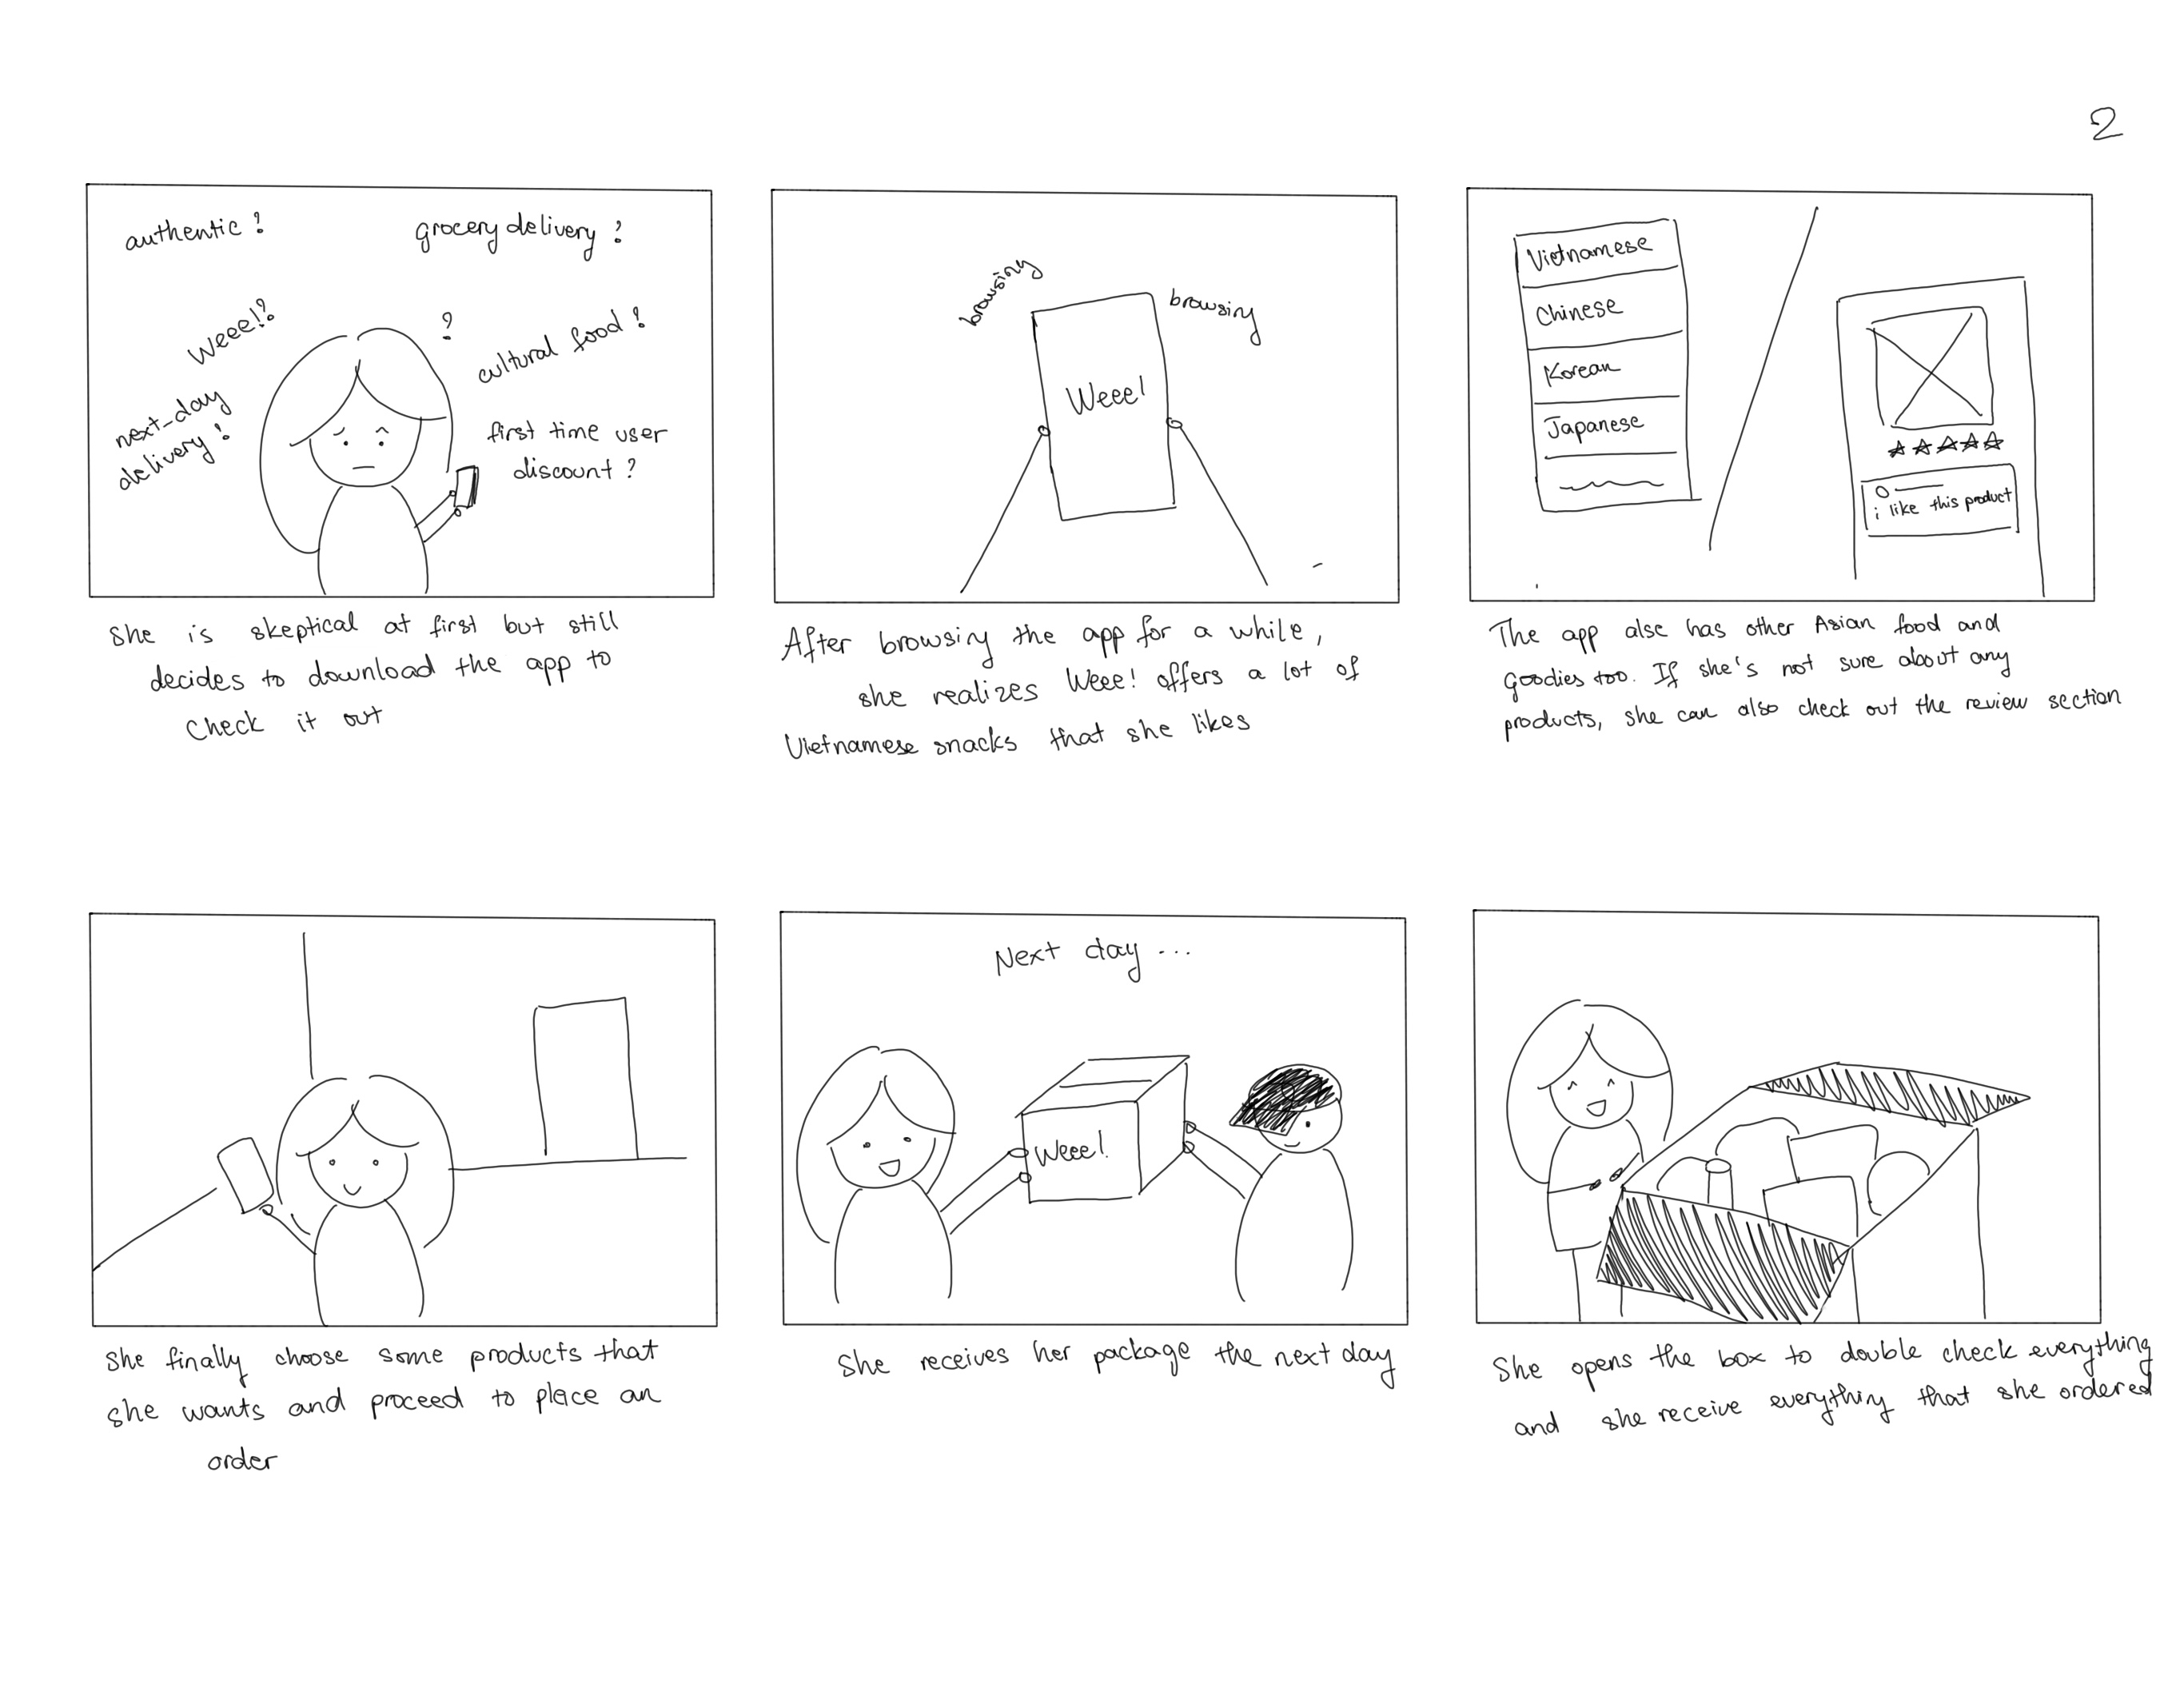 2
authentic?
grocery delivery?
Weee!?
?
cultural food?
next-day
delivery?
first time user
discount?
She is skeptical at first but still
decides to download the app to
check it out
browsing
browsing
Weee!
After browsing the app for a while,
she realizes Weee! offers a lot of
Vietnamese snacks that she likes
Vietnamese
Chinese
Korean
Japanese
i like this product
The app also has other Asian food and
goodies too. If she's not sure about any
products, she can also check out the review section
She finally choose some products that
she wants and proceed to place an
order
Next day ...
Weee!
She receives her package the next day
She opens the box to double check everything
and she receive everything that she ordered